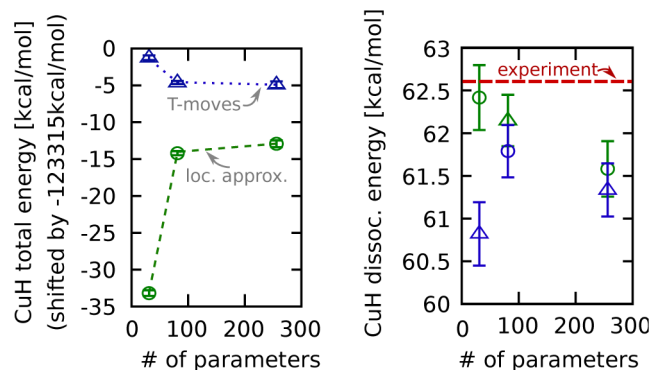 CuH total energy [kcal/mol]
(shifted by -123315kcal/mol)
0
-5
-10
-15
-20
-25
-30
-35
T-moves
loc. approx.
0 100 200 300
# of parameters
CuH dissoc. energy [kcal/mol]
63
62.5
62
61.5
61
60.5
60
experiment
0 100 200 300
# of parameters